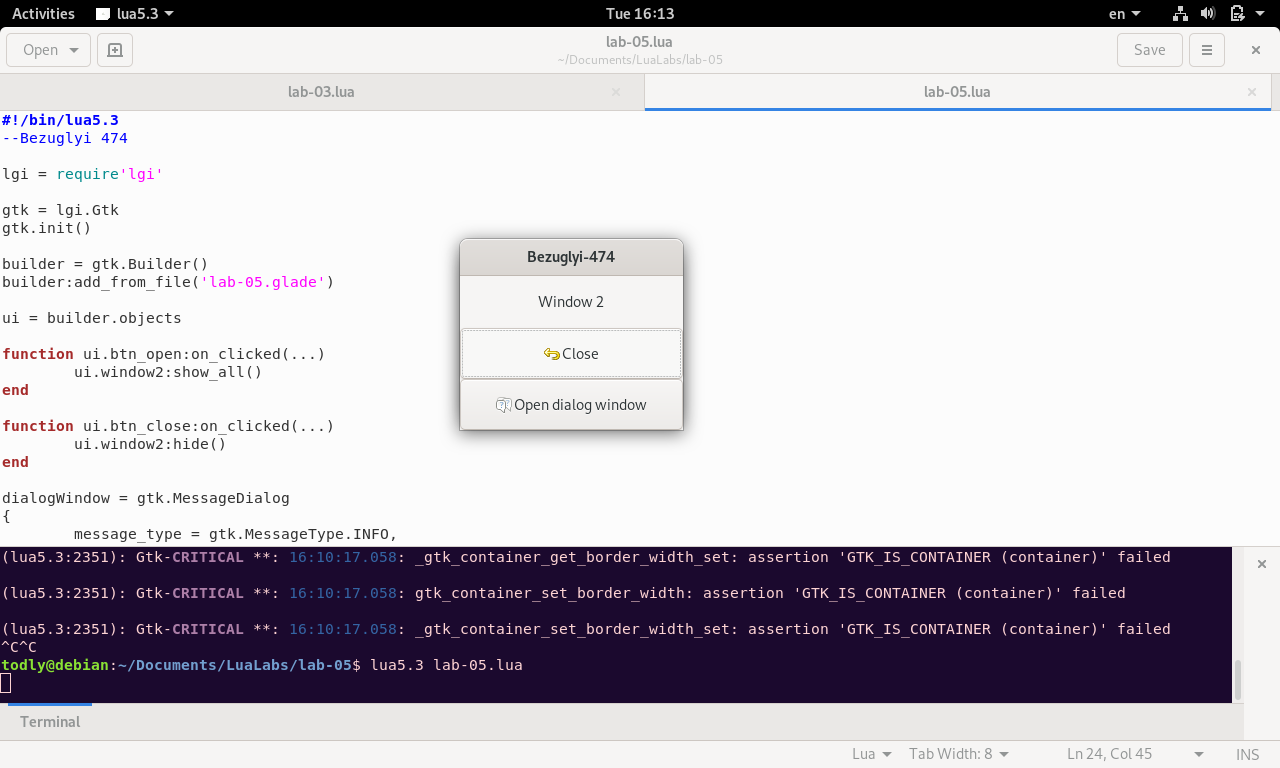 Activities lua5.3 Tue 16:13 en
Open lab-05.lua Save
~/Documents/LuaLabs/lab-05
lab-03.lua lab-05.lua
#!/bin/lua5.3
--Bezuglyi 474
lgi = require'lgi'
gtk = lgi.Gtk
gtk.init()
builder = gtk.Builder()
builder:add_from_file('lab-05.glade')
ui = builder.objects
function ui.btn_open:on_clicked(...)
        ui.window2:show_all()
end
function ui.btn_close:on_clicked(...)
        ui.window2:hide()
end
dialogWindow = gtk.MessageDialog
{
        message_type = gtk.MessageType.INFO,
Bezuglyi-474
Window 2
Close
Open dialog window
(lua5.3:2351): Gtk-CRITICAL **: 16:10:17.058: _gtk_container_get_border_width_set: assertion 'GTK_IS_CONTAINER (container)' failed
(lua5.3:2351): Gtk-CRITICAL **: 16:10:17.058: gtk_container_set_border_width: assertion 'GTK_IS_CONTAINER (container)' failed
(lua5.3:2351): Gtk-CRITICAL **: 16:10:17.058: _gtk_container_set_border_width_set: assertion 'GTK_IS_CONTAINER (container)' failed
^C^C
todly@debian:~/Documents/LuaLabs/lab-05$ lua5.3 lab-05.lua
Terminal
Lua Tab Width: 8 Ln 24, Col 45 INS